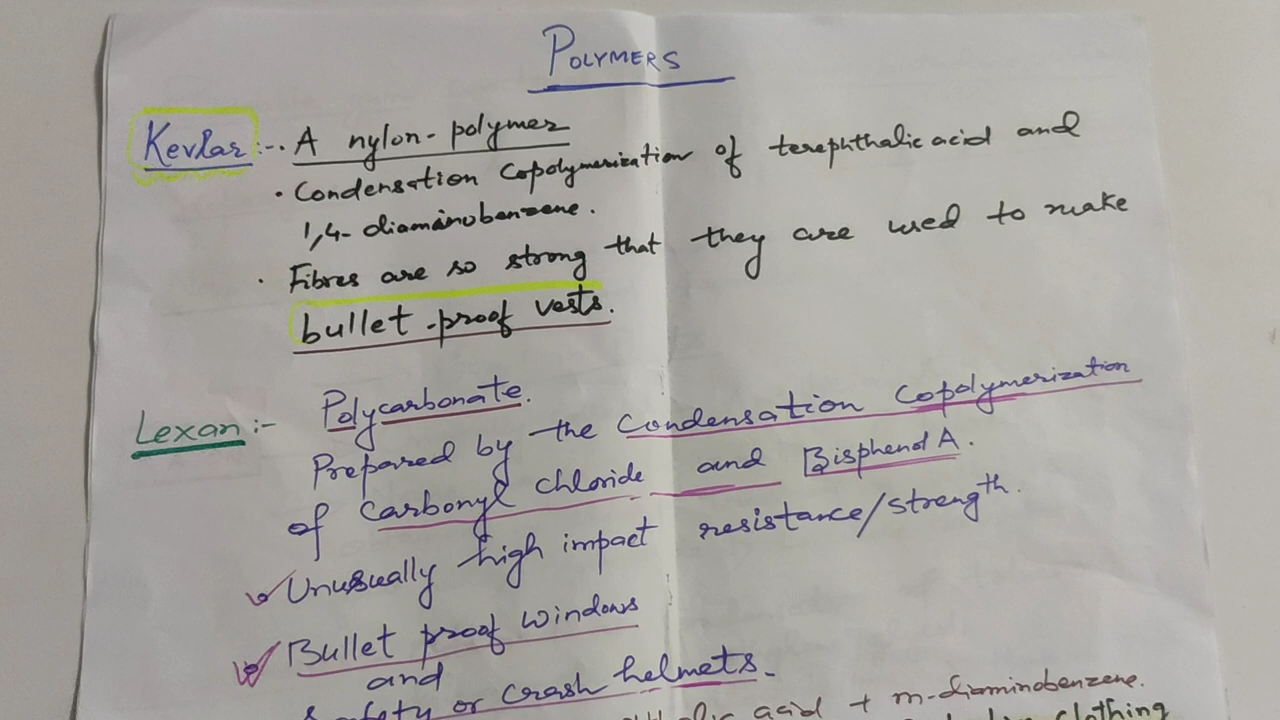 POLYMERS
Kevlar :-. A nylon-polymer
. Condensation Copolymerization of terephthalic acid and
1,4-diaminobenzene.
. Fibres are so strong that they are used to make
bullet-proof vests.
Lexan :- Polycarbonate.
Prepared by the Condensation Copolymerization
of Carbonyl chloride and Bisphenol A.
✓ Unusually high impact resistance/strength.
✓ Bullet proof windows
and
Safety or crash helmets.
acid + m-diaminobenzene.
clothing